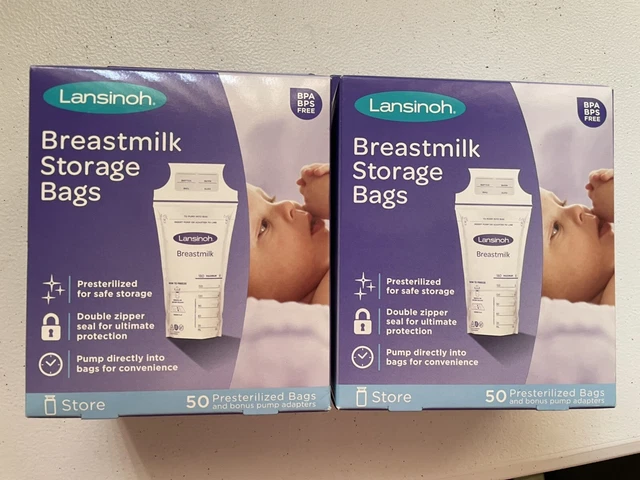 Lansinoh.
BPA
BPS
FREE
Breastmilk
Storage
Bags
Lansinoh
Breastmilk
Presterilized
for safe storage
Double zipper
seal for ultimate
protection
Pump directly into
bags for convenience
Store
50 Presterilized Bags
and bonus pump adapters
Lansinoh.
BPA
BPS
FREE
Breastmilk
Storage
Bags
Lansinoh
Breastmilk
Presterilized
for safe storage
Double zipper
seal for ultimate
protection
Pump directly into
bags for convenience
Store
50 Presterilized Bags
and bonus pump adapters